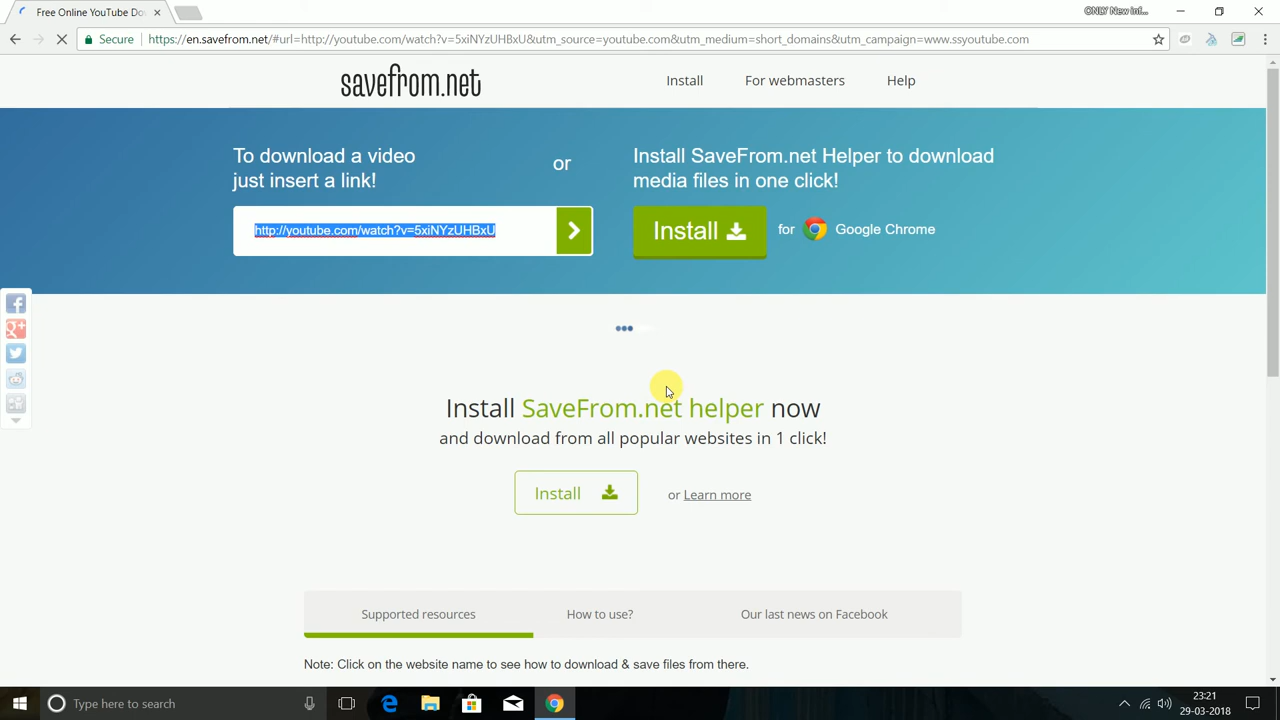 Free Online YouTube Do
ONLY New inf...
Secure
https://en.savefrom.net/#url=http://youtube.com/watch?v=5xiNYzUHBxU&utm_source=youtube.com&utm_medium=short_domains&utm_campaign=www.ssyoutube.com
savefrom.net
Install
For webmasters
Help
To download a video
just insert a link!
or
Install SaveFrom.net Helper to download
media files in one click!
http://youtube.com/watch?v=5xiNYzUHBxU
Install
for
Google Chrome
Install SaveFrom.net helper now
and download from all popular websites in 1 click!
Install
or Learn more
Supported resources
How to use?
Our last news on Facebook
Note: Click on the website name to see how to download & save files from there.
Type here to search
23:21
29-03-2018